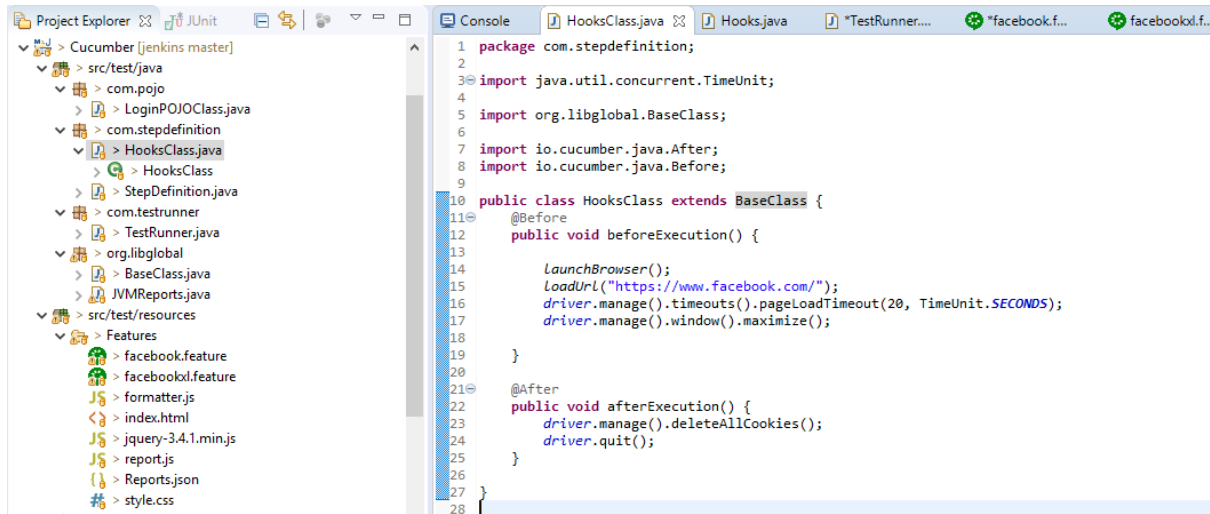 Project Explorer JUnit
> Cucumber [jenkins master]
> src/test/java
> com.pojo
> LoginPOJOClass.java
> com.stepdefinition
> HooksClass.java
> HooksClass
> StepDefinition.java
> com.testrunner
> TestRunner.java
> org.libglobal
> BaseClass.java
JVMReports.java
> src/test/resources
> Features
> facebook.feature
> facebookxl.feature
> formatter.js
> index.html
> jquery-3.4.1.min.js
> report.js
> Reports.json
> style.css
Console HooksClass.java Hooks.java *TestRunner.... *facebook.f... facebookxl.f...
1 package com.stepdefinition;
2
3 import java.util.concurrent.TimeUnit;
4
5 import org.libglobal.BaseClass;
6
7 import io.cucumber.java.After;
8 import io.cucumber.java.Before;
9
10 public class HooksClass extends BaseClass {
11 @Before
12 public void beforeExecution() {
13
14 launchBrowser();
15 loadUrl("https://www.facebook.com/");
16 driver.manage().timeouts().pageLoadTimeout(20, TimeUnit.SECONDS);
17 driver.manage().window().maximize();
18
19 }
20
21 @After
22 public void afterExecution() {
23 driver.manage().deleteAllCookies();
24 driver.quit();
25 }
26
27 }
28